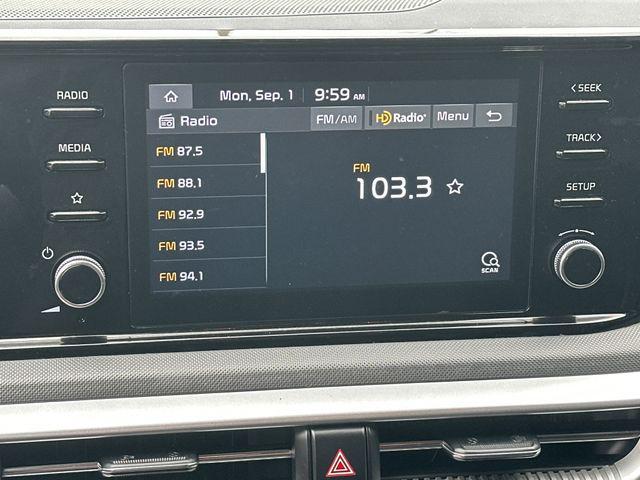 RADIO
MEDIA
Mon, Sep. 1 9:59 AM
Radio FM/AM HD Radio Menu
FM 87.5
FM 88.1
FM 92.9
FM 93.5
FM 94.1
FM
103.3
SCAN
< SEEK
TRACK >
SETUP